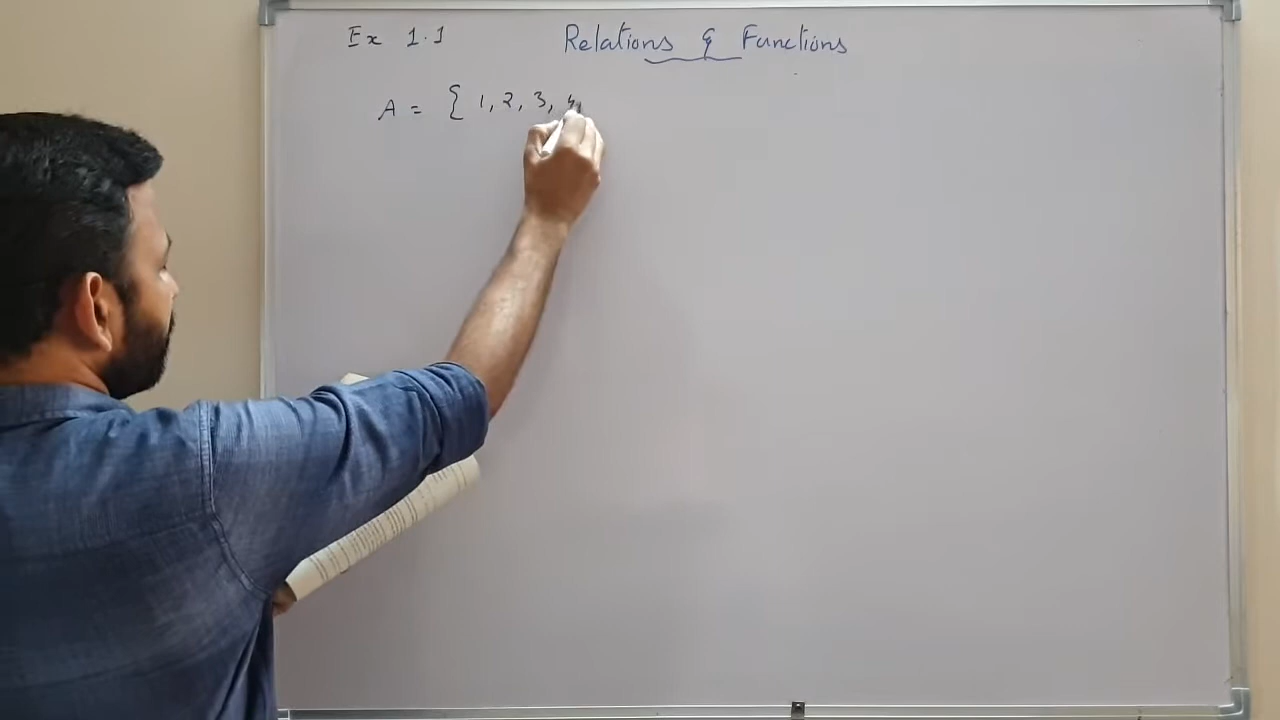 Ex 1.1
Relations & Functions
A = { 1, 2, 3, 4,